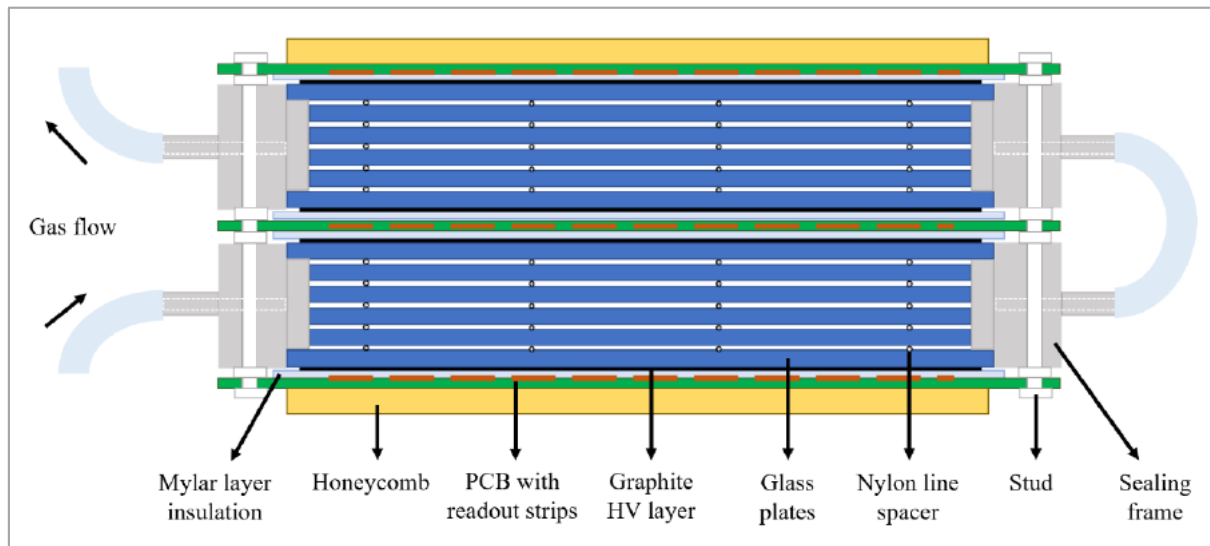 Gas flow
Mylar layer
insulation
Honeycomb
PCB with
readout strips
Graphite
HV layer
Glass
plates
Nylon line
spacer
Stud
Sealing
frame